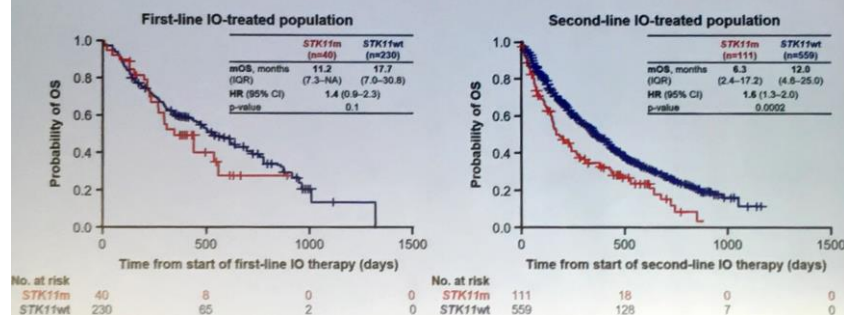 First-line IO-treated population
STK11m STK11wt
(n=40) (n=230)
mOS, months 11.2 17.7
(IQR) (7.3–NA) (7.0–30.8)
HR (95% CI) 1.4 (0.9–2.3)
p-value 0.1
Probability of OS
1.0
0.8
0.6
0.4
0.2
0.0
0 500 1000 1500
Time from start of first-line IO therapy (days)
No. at risk
STK11m 40 8 0 0
STK11wt 230 65 2 0
Second-line IO-treated population
STK11m STK11wt
(n=111) (n=559)
mOS, months 6.3 12.0
(IQR) (2.4–17.2) (4.6–25.0)
HR (95% CI) 1.6 (1.3–2.0)
p-value 0.0002
Probability of OS
1.0
0.8
0.6
0.4
0.2
0.0
0 500 1000 1500
Time from start of second-line IO therapy (days)
No. at risk
STK11m 111 18 0 0
STK11wt 559 128 7 0